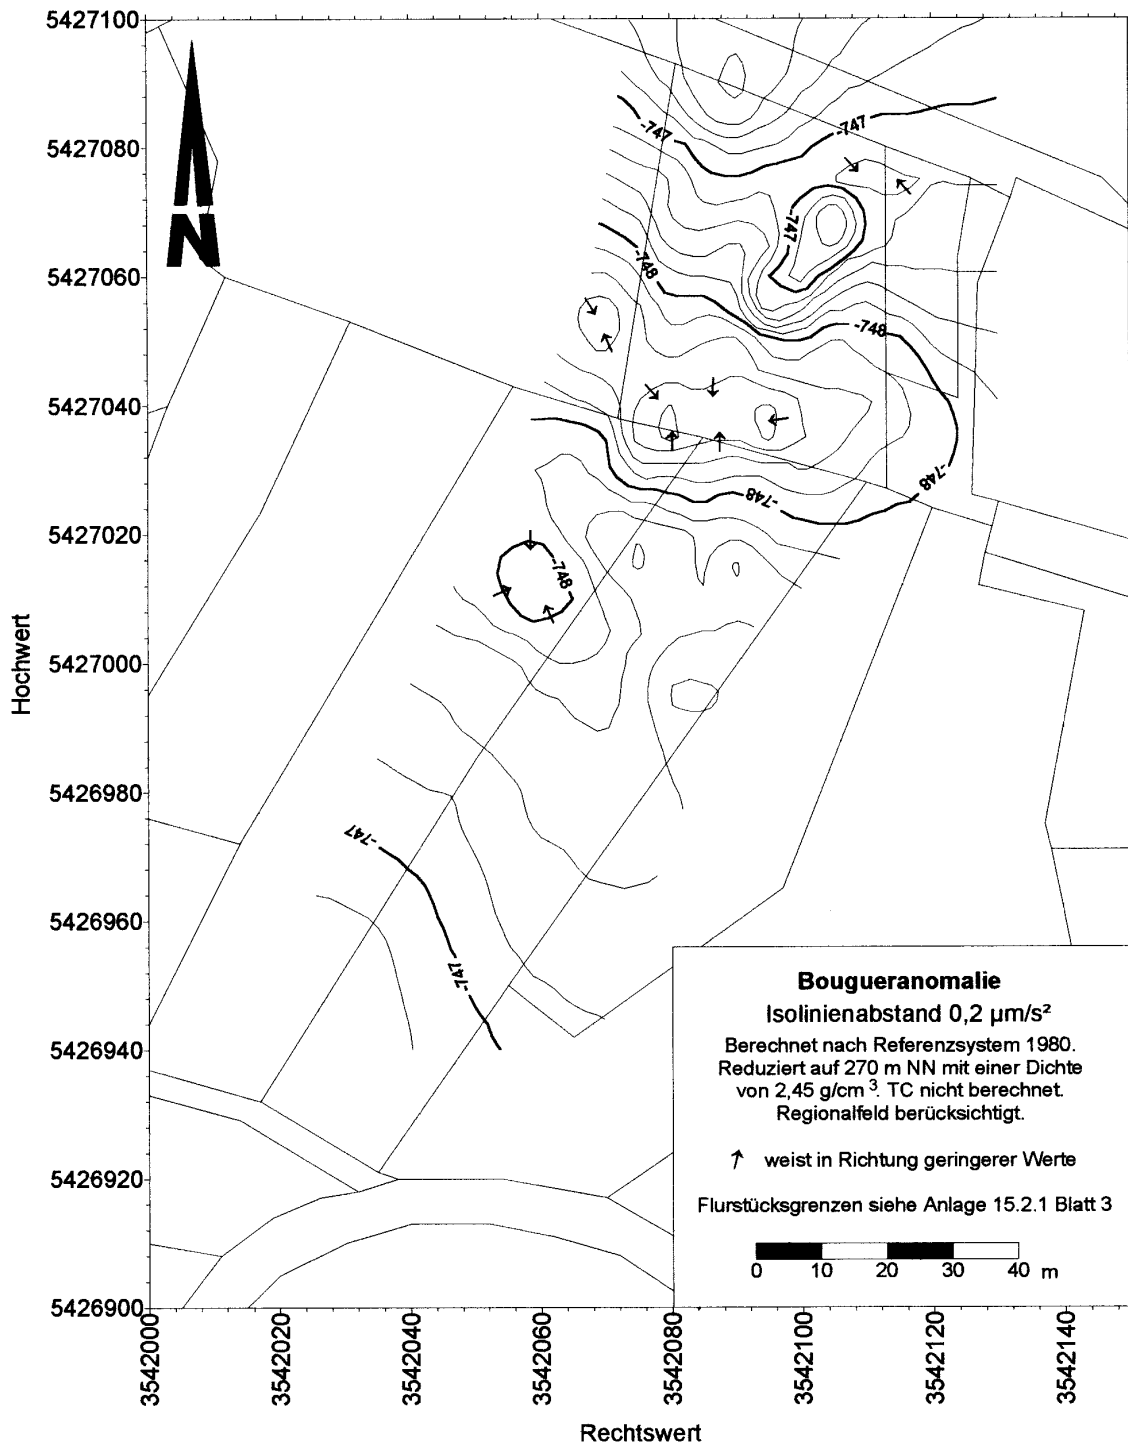 5427100
5427080
5427060
5427040
5427020
5427000
5426980
5426960
5426940
5426920
5426900
Hochwert
N
-747
-747
-747
-748
-748
-748
-748
-748
-747
-747
Bougueranomalie
Isolinienabstand 0,2 µm/s²
Berechnet nach Referenzsystem 1980.
Reduziert auf 270 m NN mit einer Dichte
von 2,45 g/cm ³. TC nicht berechnet.
Regionalfeld berücksichtigt.
weist in Richtung geringerer Werte
Flurstücksgrenzen siehe Anlage 15.2.1 Blatt 3
0 10 20 30 40 m
3542000 3542020 3542040 3542060 3542080 3542100 3542120 3542140
Rechtswert